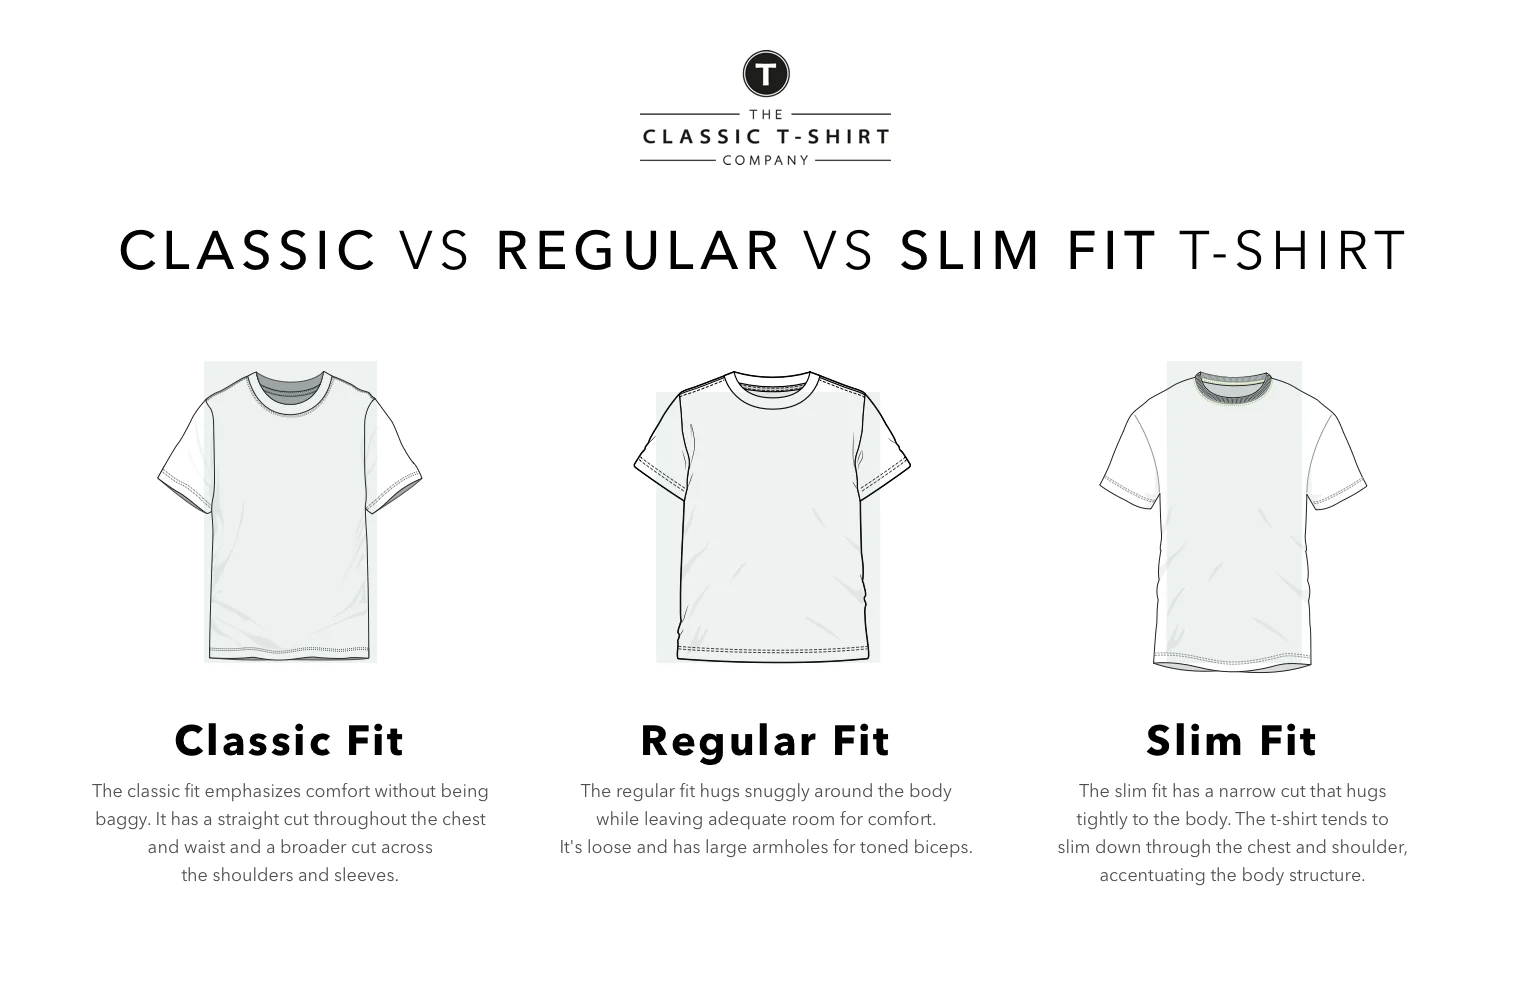 T
THE
CLASSIC T-SHIRT
COMPANY
CLASSIC VS REGULAR VS SLIM FIT T-SHIRT
Classic Fit
The classic fit emphasizes comfort without being
baggy. It has a straight cut throughout the chest
and waist and a broader cut across
the shoulders and sleeves.
Regular Fit
The regular fit hugs snuggly around the body
while leaving adequate room for comfort.
It's loose and has large armholes for toned biceps.
Slim Fit
The slim fit has a narrow cut that hugs
tightly to the body. The t-shirt tends to
slim down through the chest and shoulder,
accentuating the body structure.